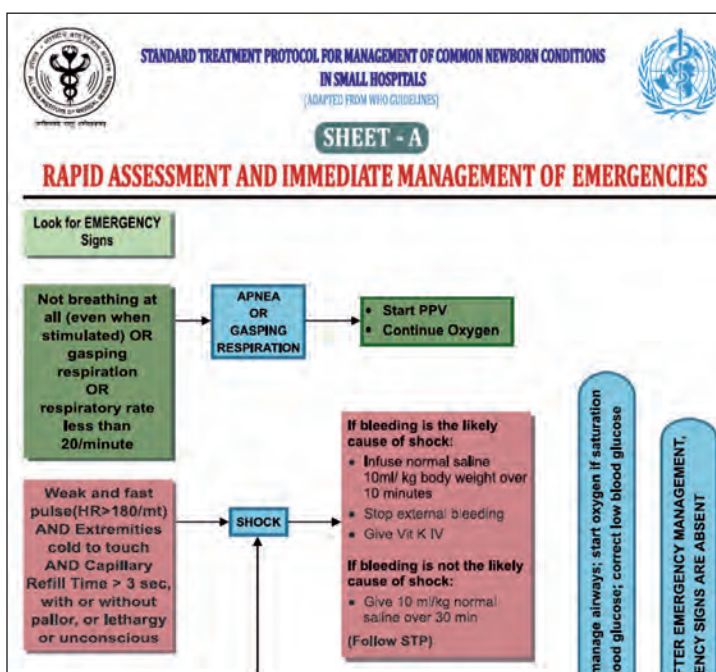 STANDARD TREATMENT PROTOCOL FOR MANAGEMENT OF COMMON NEWBORN CONDITIONS
IN SMALL HOSPITALS
(ADAPTED FROM WHO GUIDELINES)
SHEET - A
RAPID ASSESSMENT AND IMMEDIATE MANAGEMENT OF EMERGENCIES
Look for EMERGENCY
Signs
Not breathing at
all (even when
stimulated) OR
gasping
respiration
OR
respiratory rate
less than
20/minute
APNEA
OR
GASPING
RESPIRATION
• Start PPV
• Continue Oxygen
Weak and fast
pulse(HR>180/mt)
AND Extremities
cold to touch
AND Capillary
Refill Time > 3 sec,
with or without
pallor, or lethargy
or unconscious
SHOCK
If bleeding is the likely
cause of shock:
• Infuse normal saline
10ml/ kg body weight over
10 minutes
• Stop external bleeding
• Give Vit K IV
If bleeding is not the likely
cause of shock:
• Give 10 ml/kg normal
saline over 30 min
(Follow STP)
manage airways; start oxygen if saturation
ood glucose; correct low blood glucose
TER EMERGENCY MANAGEMENT,
ENCY SIGNS ARE ABSENT